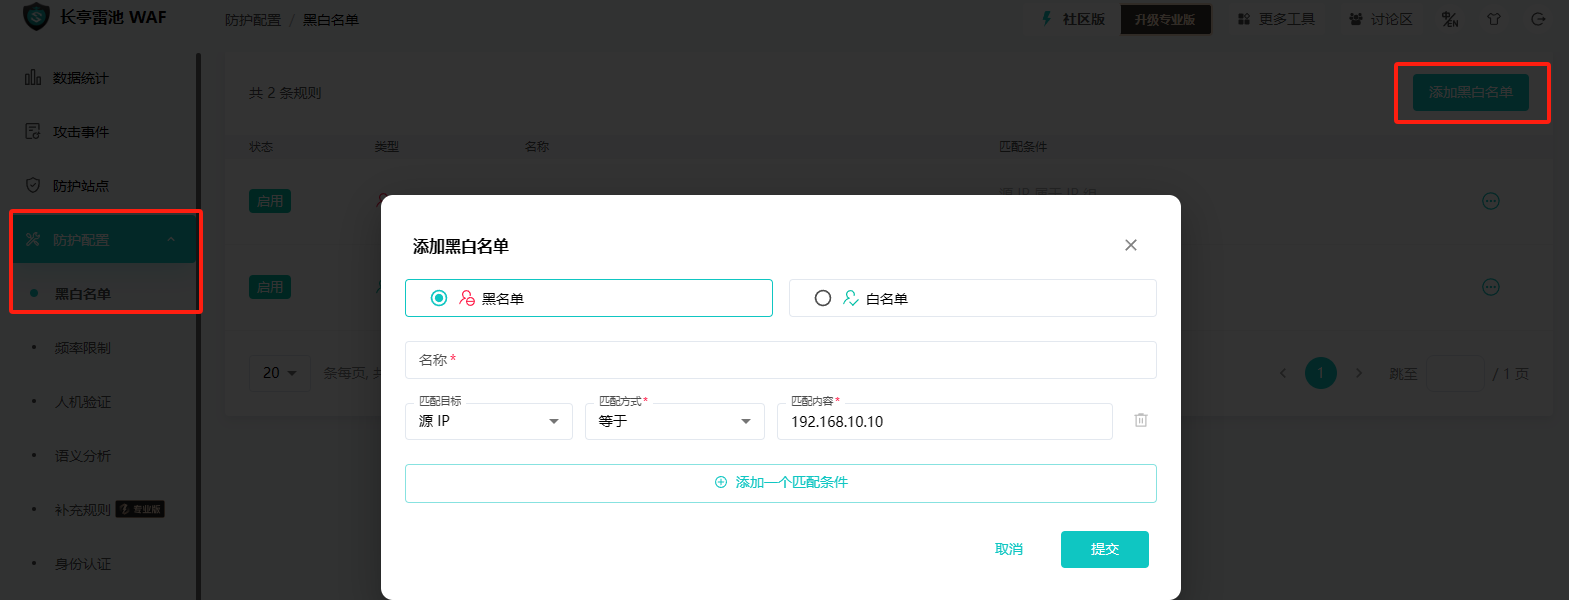 长亭雷池 WAF
防护配置 / 黑白名单
社区版
升级专业版
更多工具
讨论区
EN
数据统计
攻击事件
防护站点
防护配置
黑白名单
频率限制
人机验证
语义分析
补充规则 专业版
身份认证
共 2 条规则
添加黑白名单
状态 类型 名称 匹配条件
启用
启用
20 条每页,
1
跳至 / 1 页
添加黑白名单
黑名单
白名单
名称 *
匹配目标 匹配方式 * 匹配内容 *
源 IP 等于 192.168.10.10
添加一个匹配条件
取消 提交